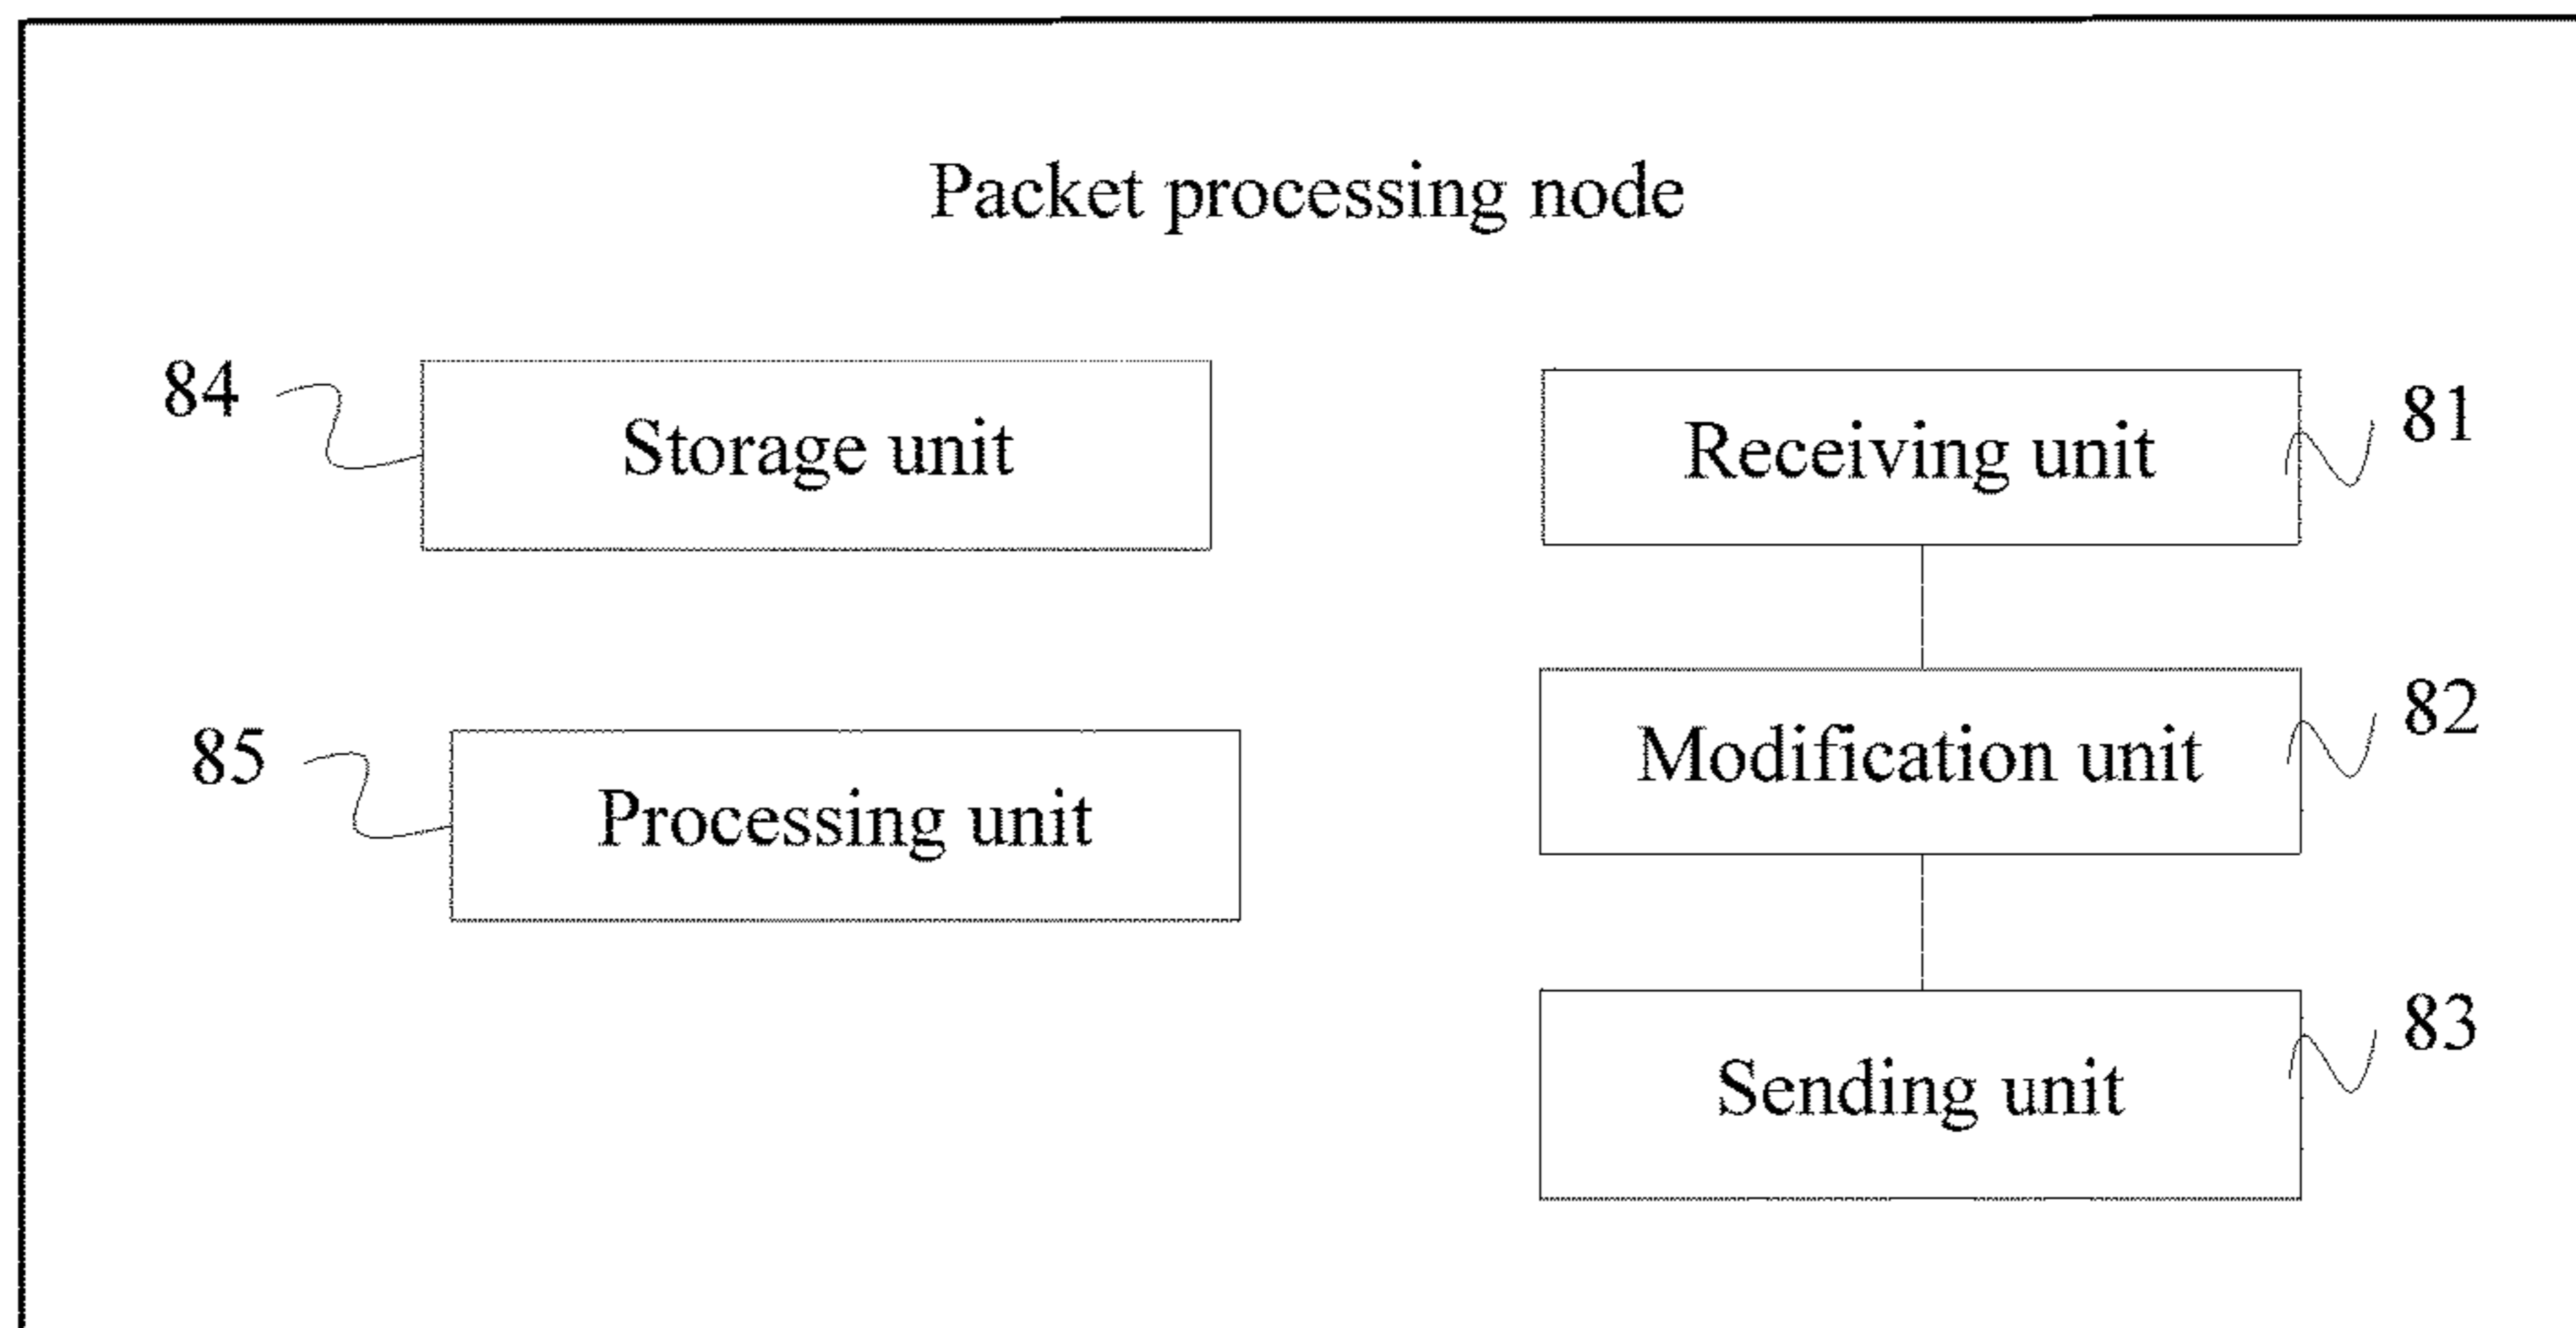 Packet processing node
84
Storage unit
Receiving unit
81
85
Processing unit
Modification unit
82
Sending unit
83